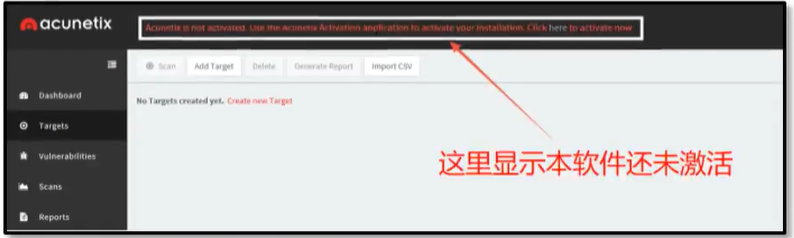 acunetix
Acunetix is not activated. Use the Acunetix Activation application to activate your installation. Click here to activate now
Scan Add Target Delete Generate Report Import CSV
Dashboard
No Targets created yet. Create new Target
Targets
Vulnerabilities
这里显示本软件还未激活
Scans
Reports